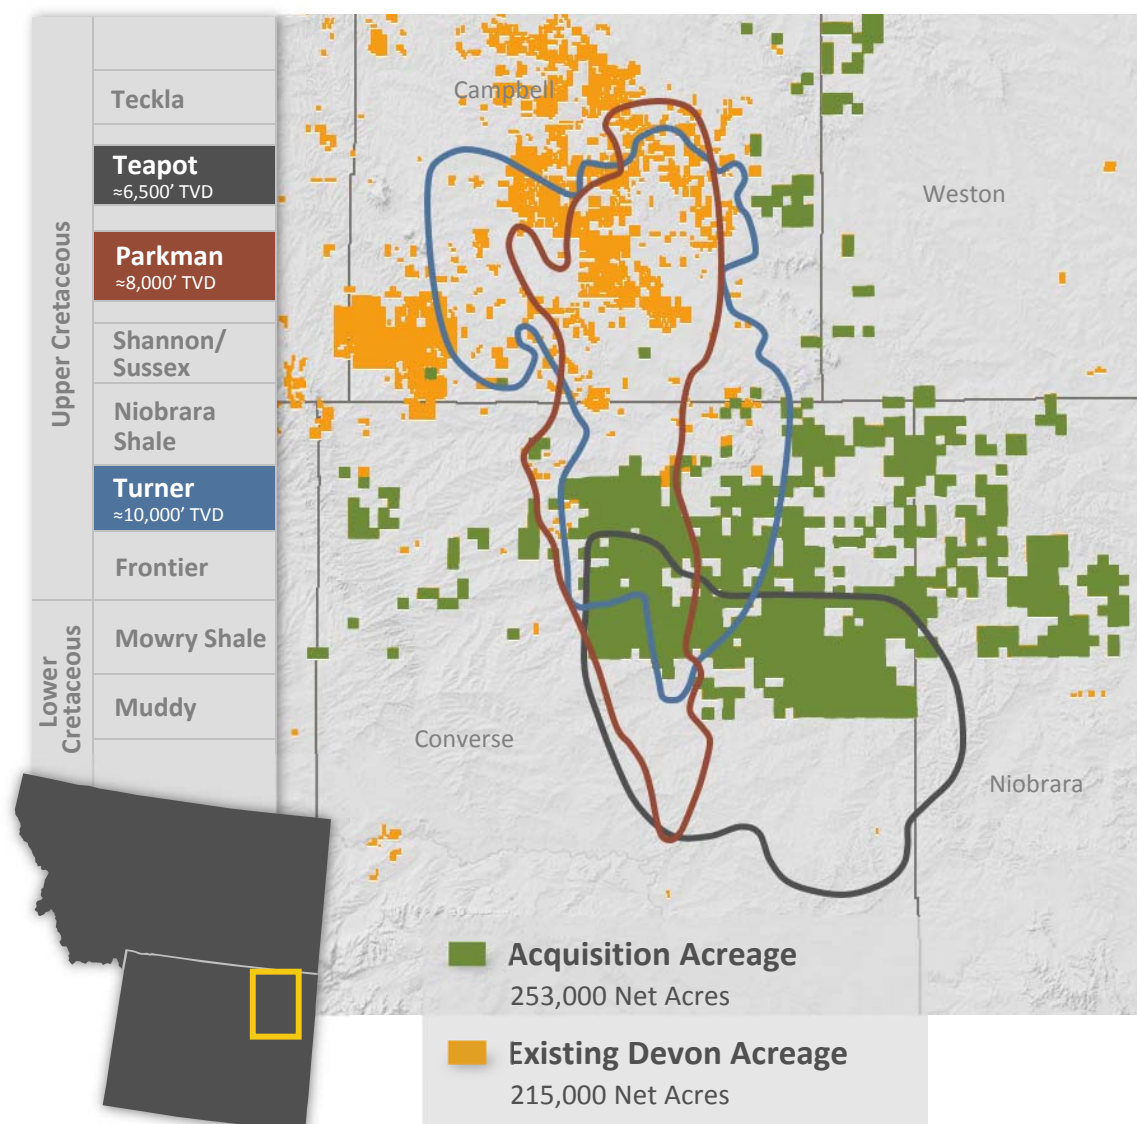 Upper Cretaceous
Teckla
Teapot
≈6,500’ TVD
Parkman
≈8,000’ TVD
Shannon/
Sussex
Niobrara
Shale
Turner
≈10,000’ TVD
Frontier
Lower
Cretaceous
Mowry Shale
Muddy
Campbell
Weston
Converse
Niobrara
Acquisition Acreage
253,000 Net Acres
Existing Devon Acreage
215,000 Net Acres